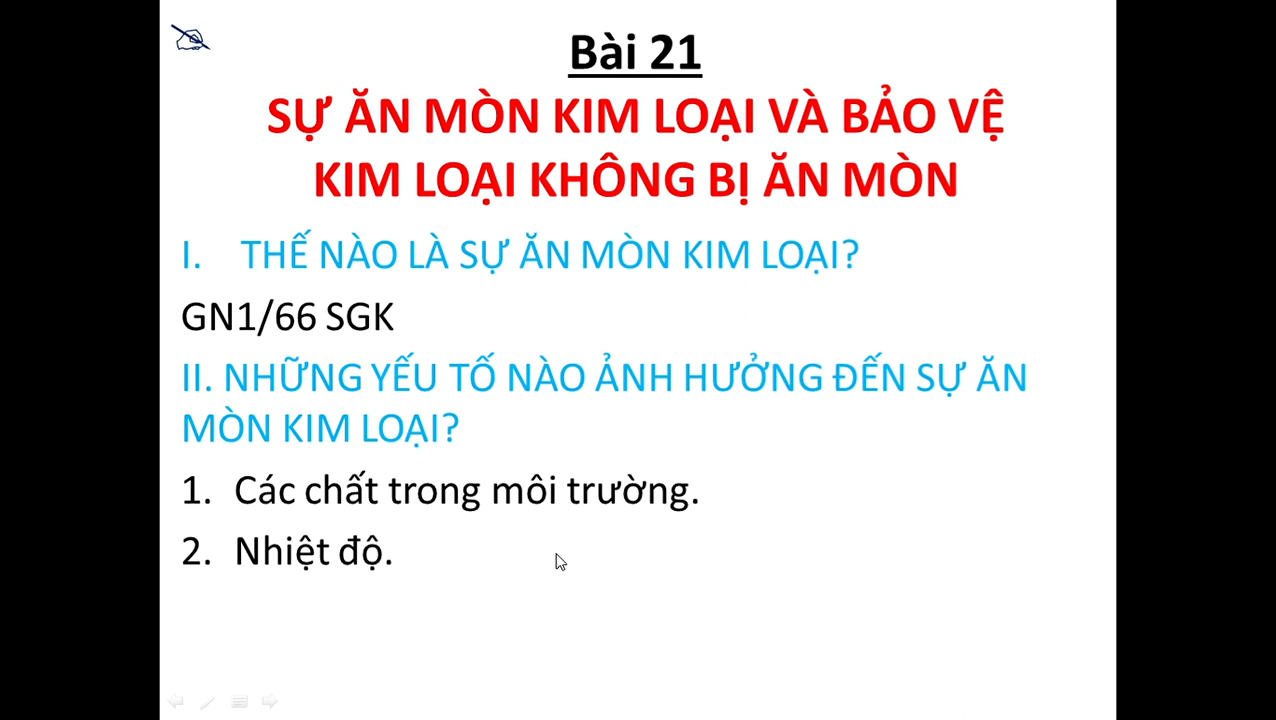 Bài 21
SỰ ĂN MÒN KIM LOẠI VÀ BẢO VỆ
KIM LOẠI KHÔNG BỊ ĂN MÒN
I. THẾ NÀO LÀ SỰ ĂN MÒN KIM LOẠI?
GN1/66 SGK
II. NHỮNG YẾU TỐ NÀO ẢNH HƯỞNG ĐẾN SỰ ĂN
MÒN KIM LOẠI?
1. Các chất trong môi trường.
2. Nhiệt độ.